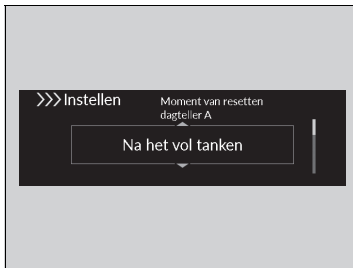 >>> Instellen
Moment van resetten
dagteller A
Na het vol tanken